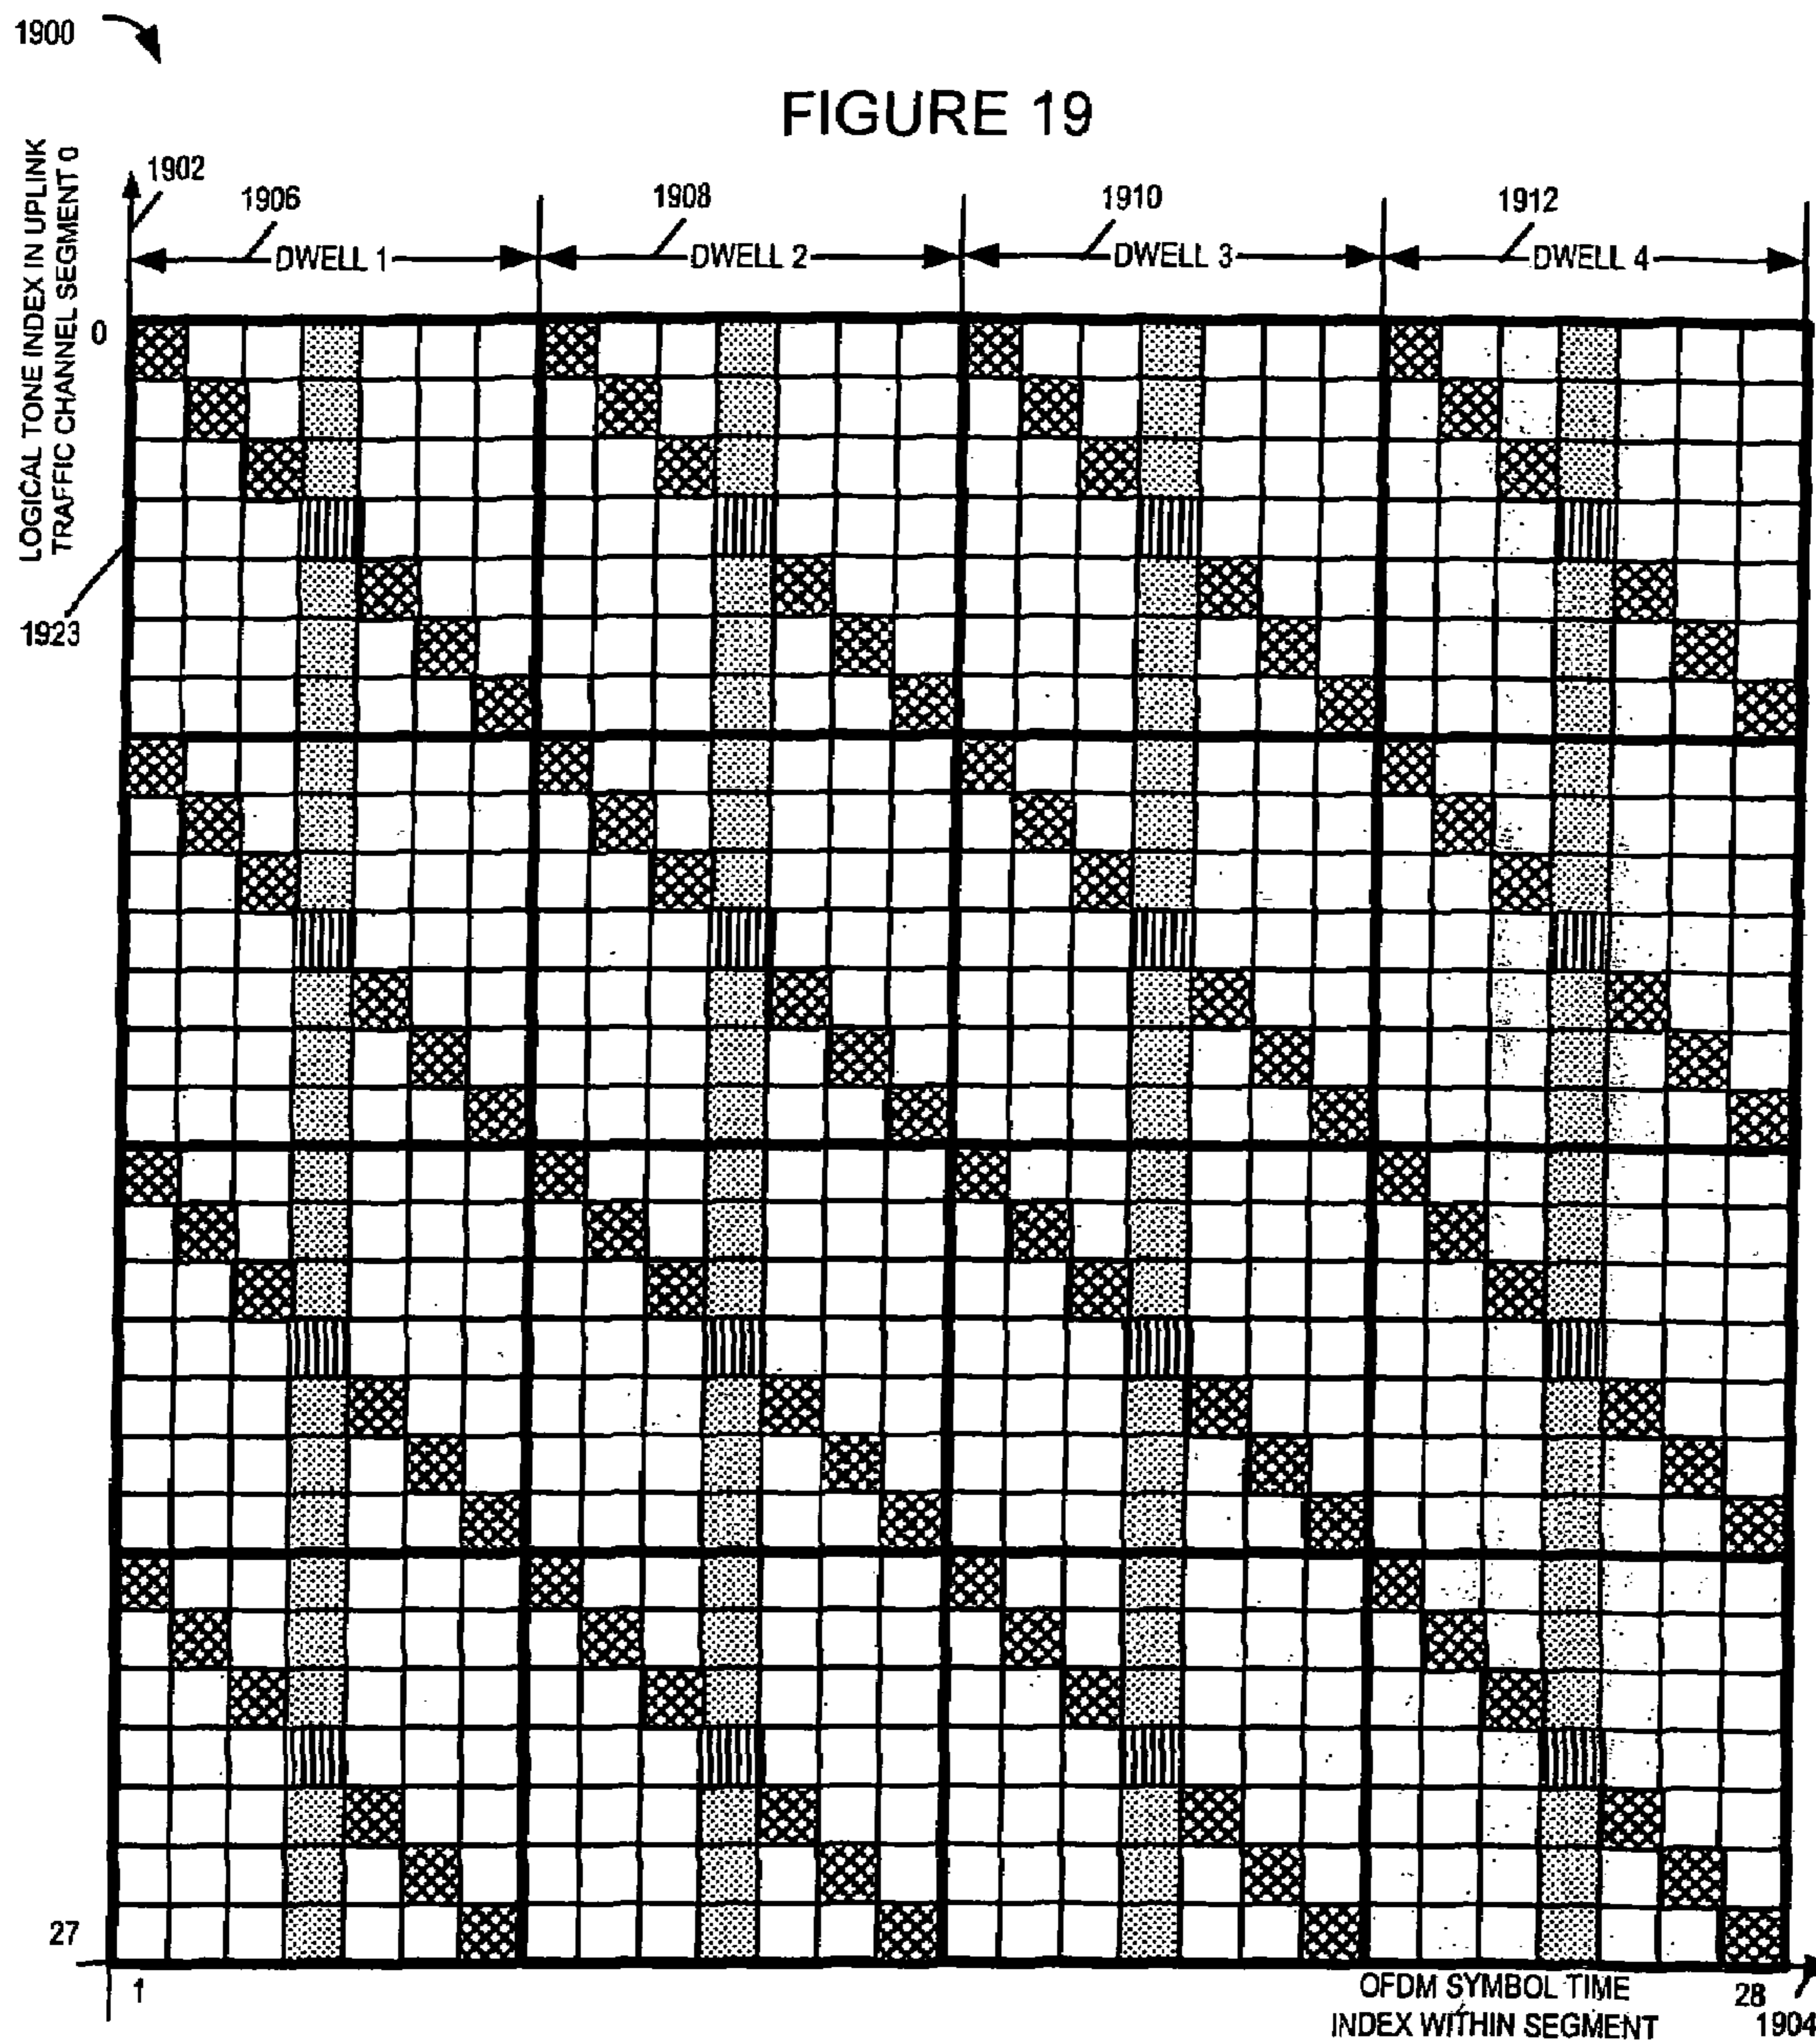 1900
FIGURE 19
LOGICAL TONE INDEX IN UPLINK
TRAFFIC CHANNEL SEGMENT 0
1902
1906
1908
1910
1912
DWELL 1
DWELL 2
DWELL 3
DWELL 4
0
1923
27
1
OFDM SYMBOL TIME
INDEX WITHIN SEGMENT
28
1904